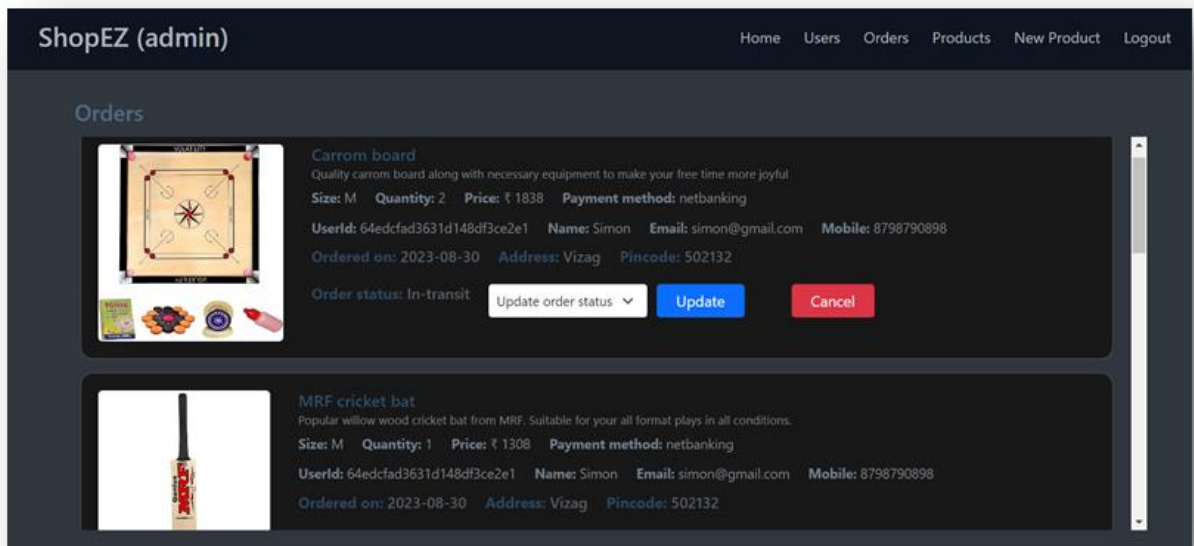 ShopEZ (admin)
Home Users Orders Products New Product Logout
Orders
Carrom board
Quality carrom board along with necessary equipment to make your free time more joyful
Size: M Quantity: 2 Price: ₹ 1838 Payment method: netbanking
UserId: 64edcfad3631d148df3ce2e1 Name: Simon Email: simon@gmail.com Mobile: 8798790898
Ordered on: 2023-08-30 Address: Vizag Pincode: 502132
Order status: In-transit Update order status Update Cancel
MRF cricket bat
Popular willow wood cricket bat from MRF. Suitable for your all format plays in all conditions.
Size: M Quantity: 1 Price: ₹ 1308 Payment method: netbanking
UserId: 64edcfad3631d148df3ce2e1 Name: Simon Email: simon@gmail.com Mobile: 8798790898
Ordered on: 2023-08-30 Address: Vizag Pincode: 502132
Genius
MRF